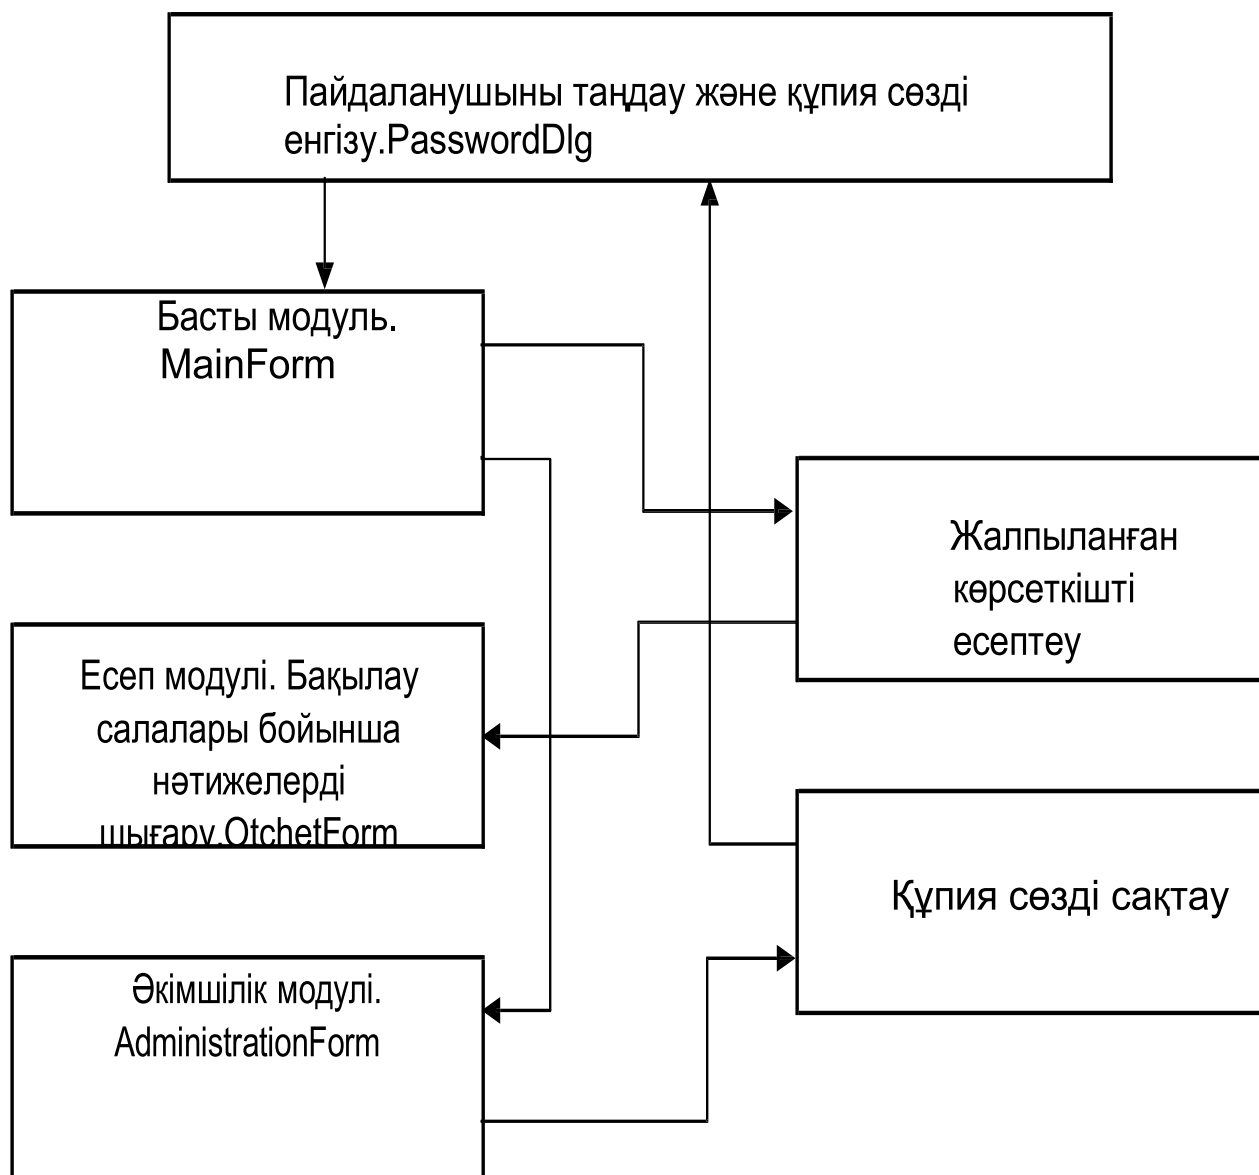 Пайдаланушыны таңдау және құпия сөзді
енгізу.PasswordDlg
Басты модуль.
MainForm
Жалпыланған
көрсеткішті
есептеу
Есеп модулі. Бақылау
салалары бойынша
нәтижелерді
шығару.OtchetForm
Құпия сөзді сақтау
Әкімшілік модулі.
AdministrationForm